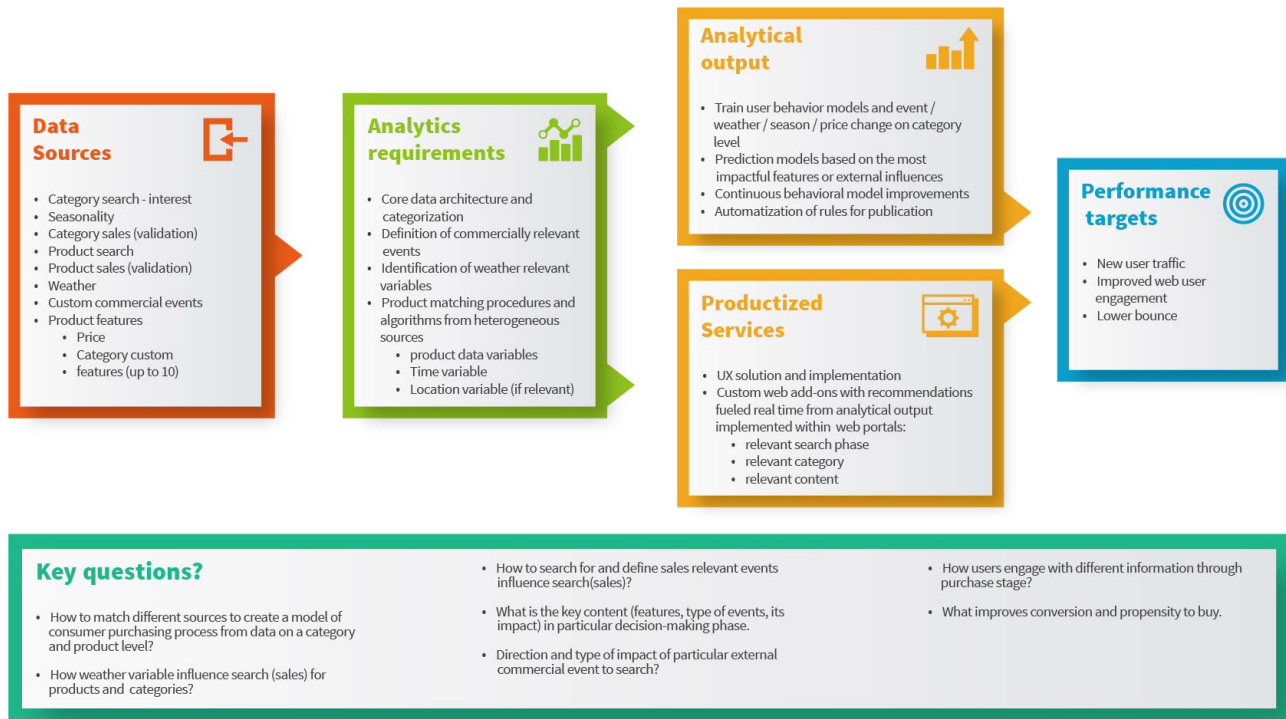 Data
Sources
• Category search - interest
• Seasonality
• Category sales (validation)
• Product search
• Product sales (validation)
• Weather
• Custom commercial events
• Product features
• Price
• Category custom
• features (up to 10)
Analytics
requirements
• Core data architecture and
categorization
• Definition of commercially relevant
events
• Identification of weather relevant
variables
• Product matching procedures and
algorithms from heterogeneous
sources
• product data variables
• Time variable
• Location variable (if relevant)
Analytical
output
• Train user behavior models and event /
weather / season / price change on category
level
• Prediction models based on the most
impactful features or external influences
• Continuous behavioral model improvements
• Automatization of rules for publication
Productized
Services
• UX solution and implementation
• Custom web add-ons with recommendations
fueled real time from analytical output
implemented within web portals:
• relevant search phase
• relevant category
• relevant content
Performance
targets
• New user traffic
• Improved web user
engagement
• Lower bounce
Key questions?
• How to match different sources to create a model of
consumer purchasing process from data on a category
and product level?
• How weather variable influence search (sales) for
products and categories?
• How to search for and define sales relevant events
influence search(sales)?
• What is the key content (features, type of events, its
impact) in particular decision-making phase.
• Direction and type of impact of particular external
commercial event to search?
• How users engage with different information through
purchase stage?
• What improves conversion and propensity to buy.